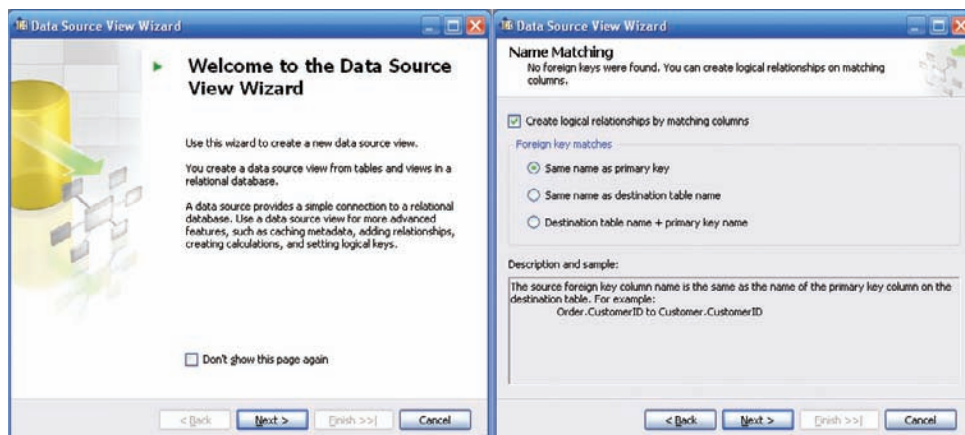 Data Source View Wizard
Welcome to the Data Source
View Wizard
Use this wizard to create a new data source view.
You create a data source view from tables and views in a
relational database.
A data source provides a simple connection to a relational
database. Use a data source view for more advanced
features, such as caching metadata, adding relationships,
creating calculations, and setting logical keys.
Don't show this page again
< Back
Next >
Finish >>|
Cancel
Data Source View Wizard
Name Matching
No foreign keys were found. You can create logical relationships on matching
columns.
Create logical relationships by matching columns
Foreign key matches
Same name as primary key
Same name as destination table name
Destination table name + primary key name
Description and sample:
The source foreign key column name is the same as the name of the primary key column on the
destination table. For example:
Order.CustomerID to Customer.CustomerID
< Back
Next >
Finish >>|
Cancel